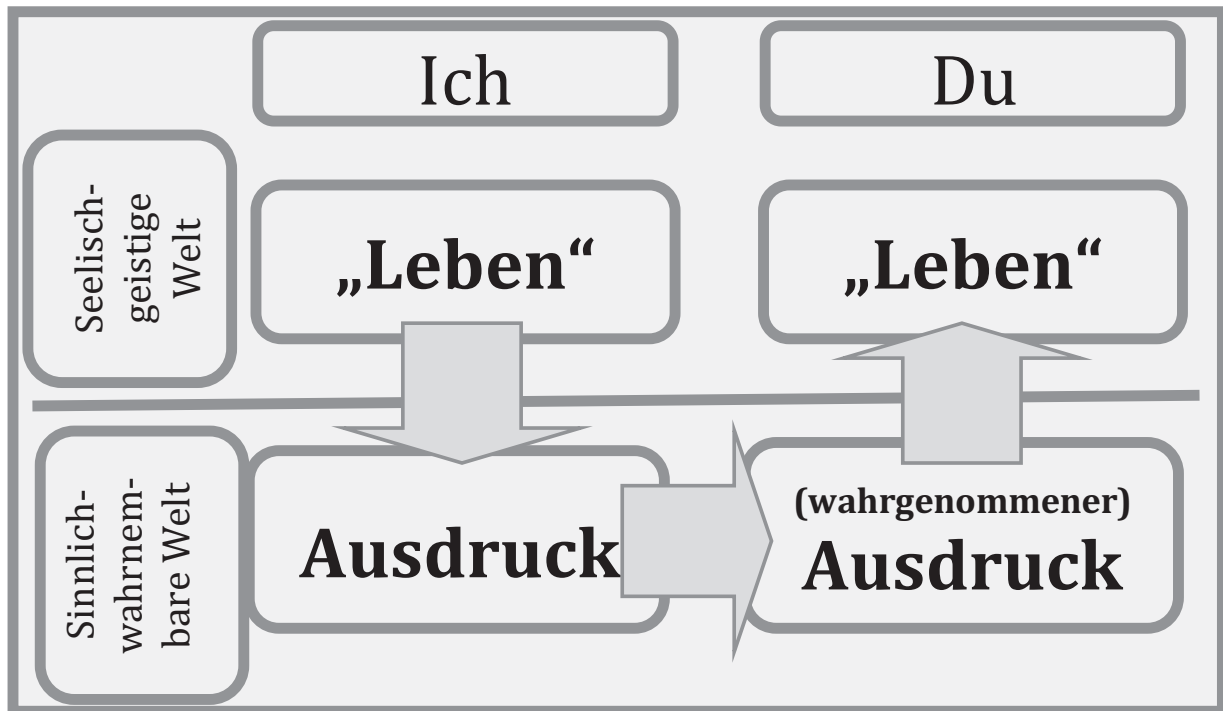 Ich
Du
Seelisch-
geistige
Welt
„Leben“
„Leben“
Sinnlich-
wahrnem-
bare Welt
Ausdruck
(wahrgenommener)
Ausdruck